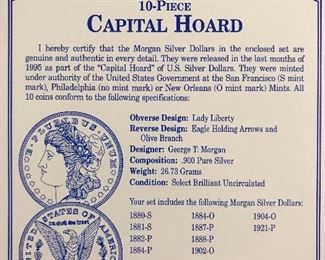 10-PIECE
CAPITAL HOARD
I hereby certify that the Morgan Silver Dollars in the enclosed set are
genuine and authentic in every detail. They were released in the last months of
1995 as part of the "Capital Hoard" of U.S. Silver Dollars. They were minted
under authority of the United States Government at the San Francisco (S mint
mark), Philadelphia (no mint mark) or New Orleans (O mint mark) Mints. All
10 coins conform to the following specifications:
Obverse Design: Lady Liberty
Reverse Design: Eagle Holding Arrows and
Olive Branch
Designer: George T. Morgan
Composition: .900 Pure Silver
Weight: 26.73 Grams
Condition: Select Brilliant Uncirculated
Your set includes the following Morgan Silver Dollars:
1880-S 1884-O 1904-O
1881-S 1887-P 1921-P
1882-P 1888-P
1884-P 1902-O
E·PLURIBUS·UNUM
UNITED STATES OF AMERICA